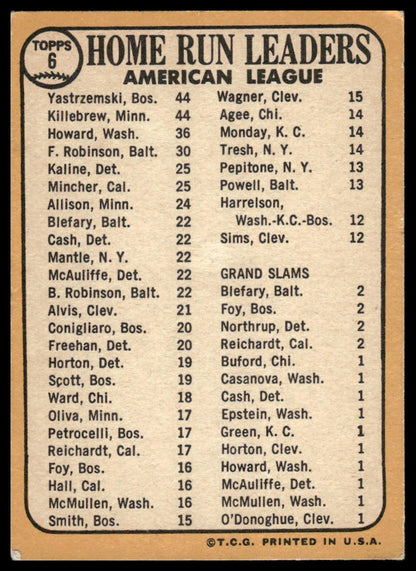 TOPPS
6
HOME RUN LEADERS
AMERICAN LEAGUE
Yastrzemski, Bos. 44
Killebrew, Minn. 44
Howard, Wash. 36
F. Robinson, Balt. 30
Kaline, Det. 25
Mincher, Cal. 25
Allison, Minn. 24
Blefary, Balt. 22
Cash, Det. 22
Mantle, N. Y. 22
McAuliffe, Det. 22
B. Robinson, Balt. 22
Alvis, Clev. 21
Conigliaro, Bos. 20
Freehan, Det. 20
Horton, Det. 19
Scott, Bos. 19
Ward, Chi. 18
Oliva, Minn. 17
Petrocelli, Bos. 17
Reichardt, Cal. 17
Foy, Bos. 16
Hall, Cal. 16
McMullen, Wash. 16
Smith, Bos. 15
Wagner, Clev. 15
Agee, Chi. 14
Monday, K. C. 14
Tresh, N. Y. 14
Pepitone, N. Y. 13
Powell, Balt. 13
Harrelson,
Wash.-K.C.-Bos. 12
Sims, Clev. 12
GRAND SLAMS
Blefary, Balt. 2
Foy, Bos. 2
Northrup, Det. 2
Reichardt, Cal. 2
Buford, Chi. 1
Casanova, Wash. 1
Cash, Det. 1
Epstein, Wash. 1
Green, K. C. 1
Horton, Clev. 1
Howard, Wash. 1
McAuliffe, Det. 1
McMullen, Wash. 1
O'Donoghue, Clev. 1
©T.C.G. PRINTED IN U.S.A.